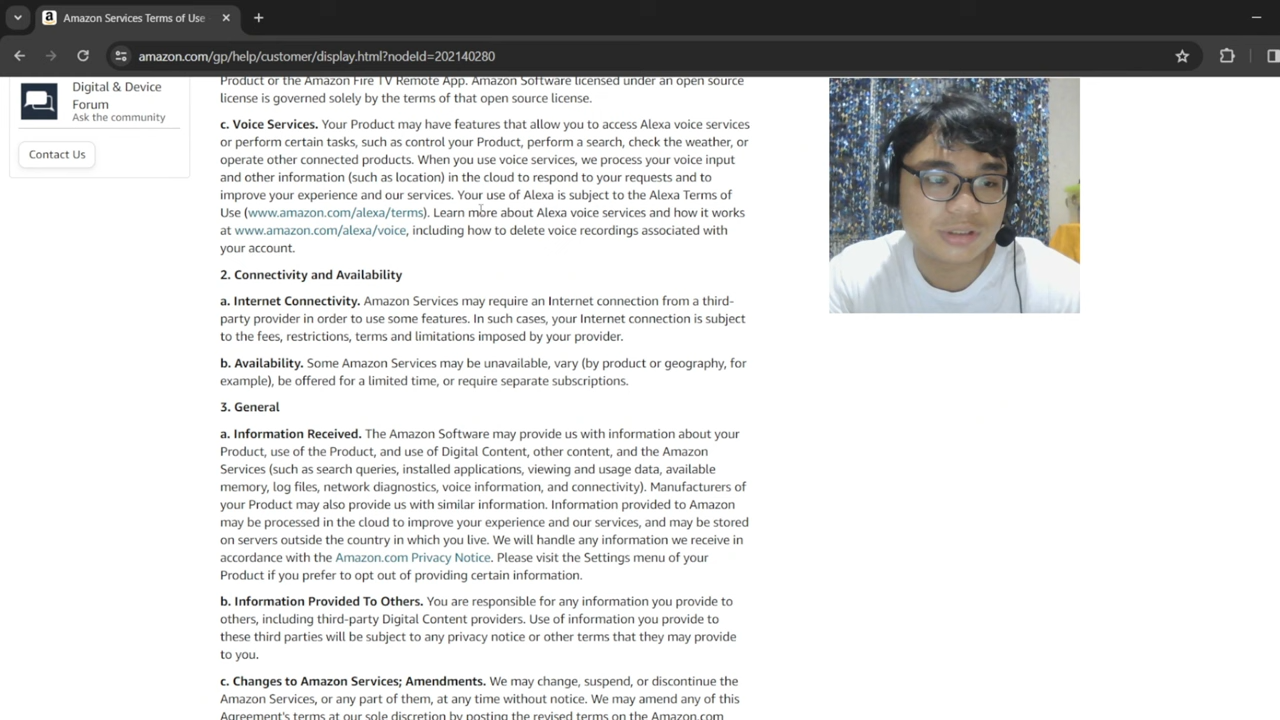 Amazon Services Terms of Use
amazon.com/gp/help/customer/display.html?nodeId=202140280
Digital & Device
Forum
Ask the community
Contact Us
Product or the Amazon Fire TV Remote App. Amazon Software licensed under an open source
license is governed solely by the terms of that open source license.
c. Voice Services. Your Product may have features that allow you to access Alexa voice services
or perform certain tasks, such as control your Product, perform a search, check the weather, or
operate other connected products. When you use voice services, we process your voice input
and other information (such as location) in the cloud to respond to your requests and to
improve your experience and our services. Your use of Alexa is subject to the Alexa Terms of
Use (www.amazon.com/alexa/terms). Learn more about Alexa voice services and how it works
at www.amazon.com/alexa/voice, including how to delete voice recordings associated with
your account.
2. Connectivity and Availability
a. Internet Connectivity. Amazon Services may require an Internet connection from a third-
party provider in order to use some features. In such cases, your Internet connection is subject
to the fees, restrictions, terms and limitations imposed by your provider.
b. Availability. Some Amazon Services may be unavailable, vary (by product or geography, for
example), be offered for a limited time, or require separate subscriptions.
3. General
a. Information Received. The Amazon Software may provide us with information about your
Product, use of the Product, and use of Digital Content, other content, and the Amazon
Services (such as search queries, installed applications, viewing and usage data, available
memory, log files, network diagnostics, voice information, and connectivity). Manufacturers of
your Product may also provide us with similar information. Information provided to Amazon
may be processed in the cloud to improve your experience and our services, and may be stored
on servers outside the country in which you live. We will handle any information we receive in
accordance with the Amazon.com Privacy Notice. Please visit the Settings menu of your
Product if you prefer to opt out of providing certain information.
b. Information Provided To Others. You are responsible for any information you provide to
others, including third-party Digital Content providers. Use of information you provide to
these third parties will be subject to any privacy notice or other terms that they may provide
to you.
c. Changes to Amazon Services; Amendments. We may change, suspend, or discontinue the
Amazon Services, or any part of them, at any time without notice. We may amend any of this
Agreement's terms at our sole discretion by posting the revised terms on the Amazon.com